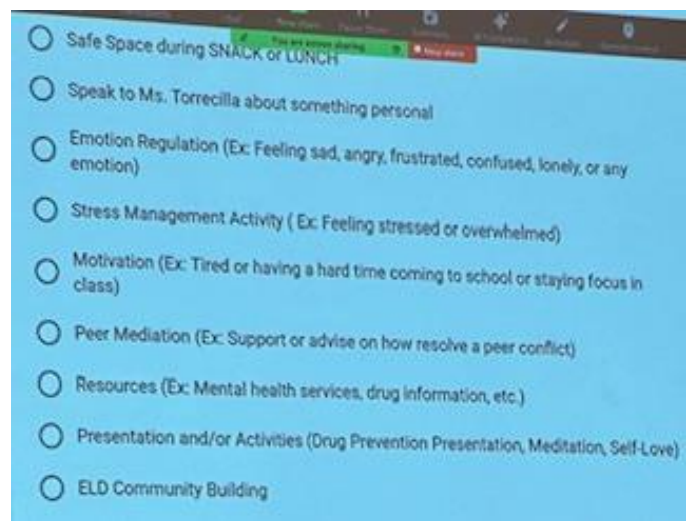 You are screen sharing
Safe Space during SNACK or LUNCH
Speak to Ms. Torrecilla about something personal
Emotion Regulation (Ex: Feeling sad, angry, frustrated, confused, lonely, or any
emotion)
Stress Management Activity ( Ex: Feeling stressed or overwhelmed)
Motivation (Ex: Tired or having a hard time coming to school or staying focus in
class)
Peer Mediation (Ex: Support or advise on how resolve a peer conflict)
Resources (Ex: Mental health services, drug information, etc.)
Presentation and/or Activities (Drug Prevention Presentation, Meditation, Self-Love)
ELD Community Building